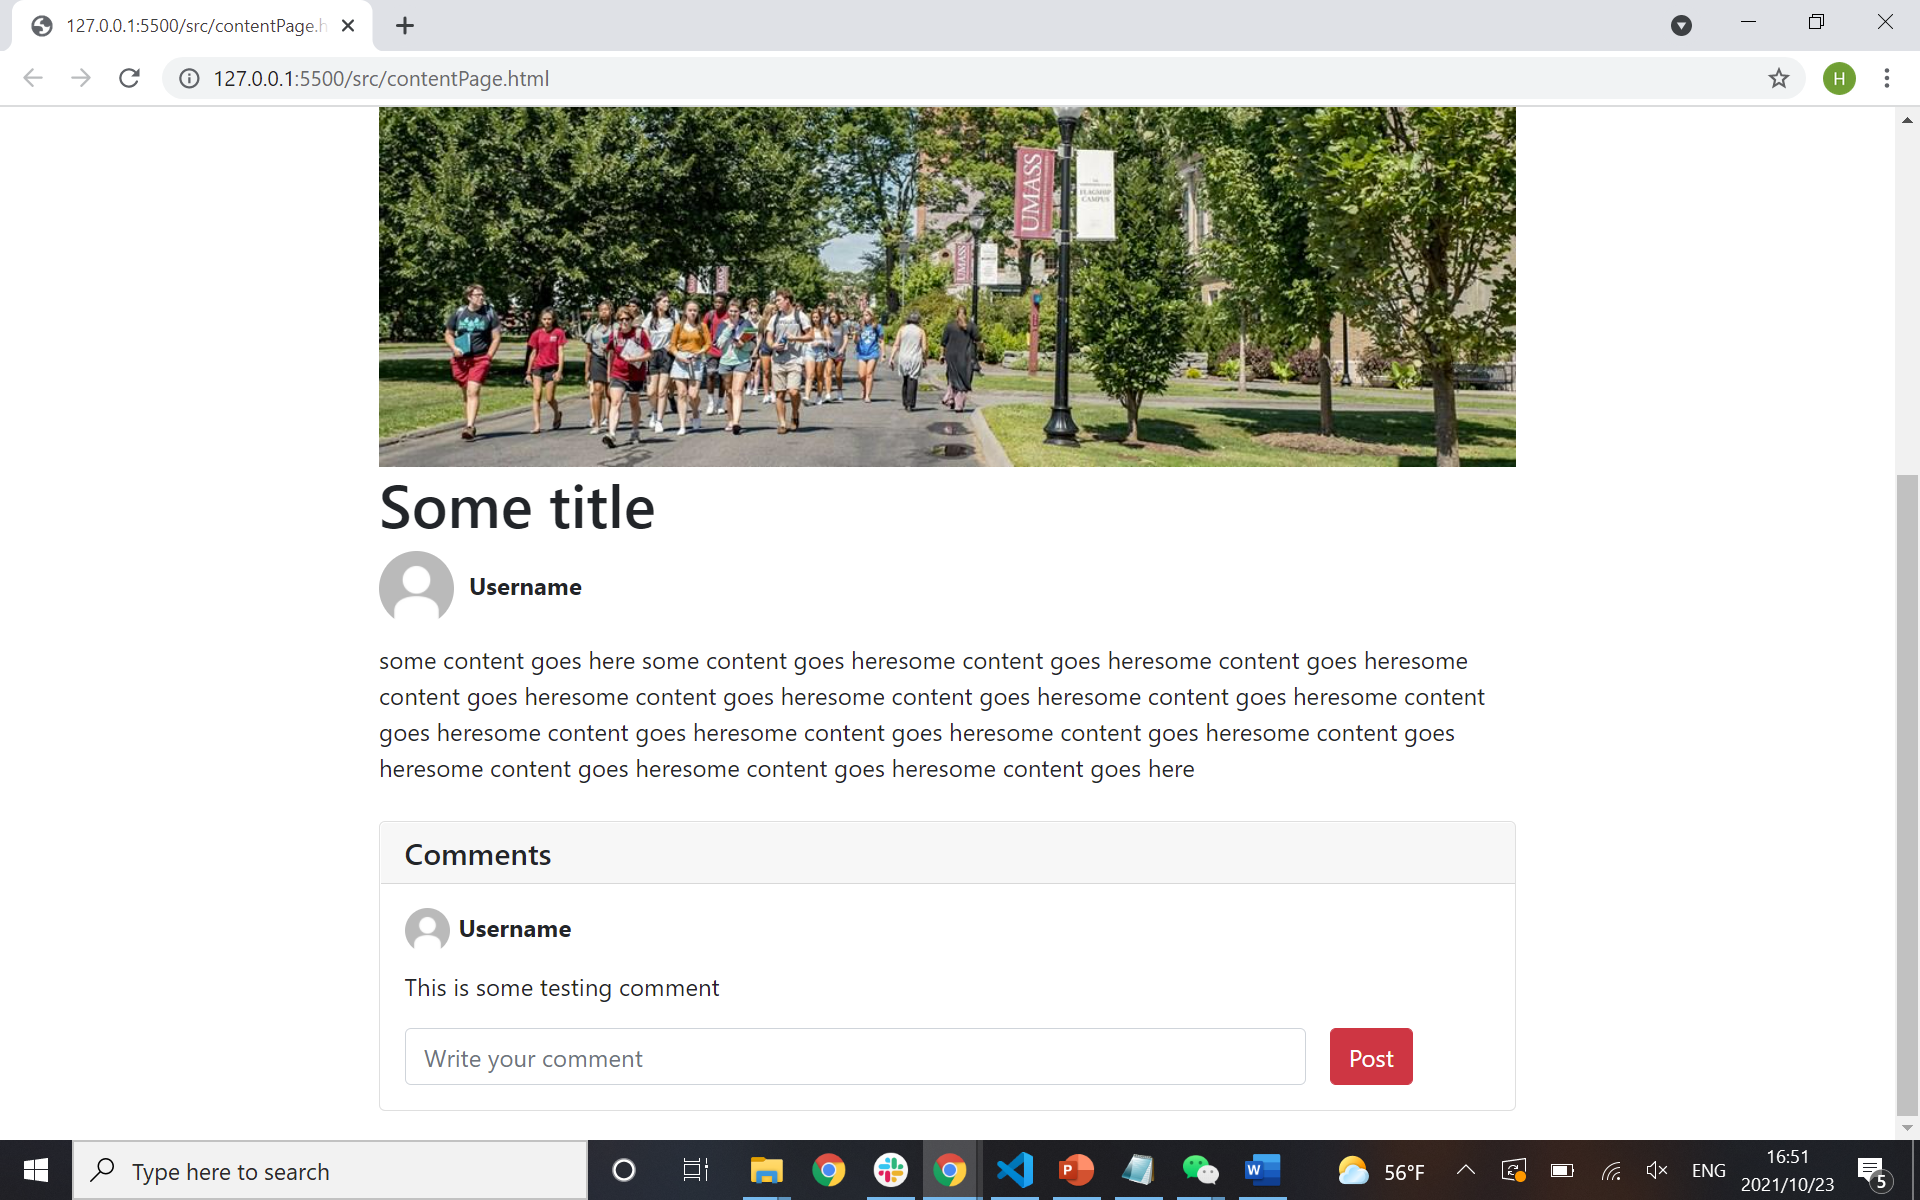 127.0.0.1:5500/src/contentPage.h
127.0.0.1:5500/src/contentPage.html
H
UMASS
FLAGSHIP
CAMPUS
UMASS
Some title
Username
some content goes here some content goes heresome content goes heresome content goes heresome
content goes heresome content goes heresome content goes heresome content goes heresome content
goes heresome content goes heresome content goes heresome content goes heresome content goes
heresome content goes heresome content goes heresome content goes here
Comments
Username
This is some testing comment
Write your comment
Post
Type here to search
P
W
56°F
ENG
16:51
2021/10/23
5